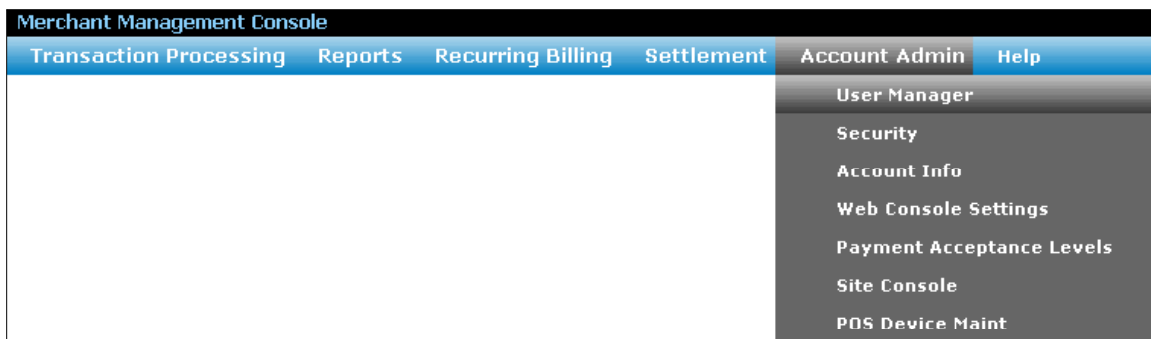 Merchant Management Console
Transaction Processing Reports Recurring Billing Settlement Account Admin Help
User Manager
Security
Account Info
Web Console Settings
Payment Acceptance Levels
Site Console
POS Device Maint